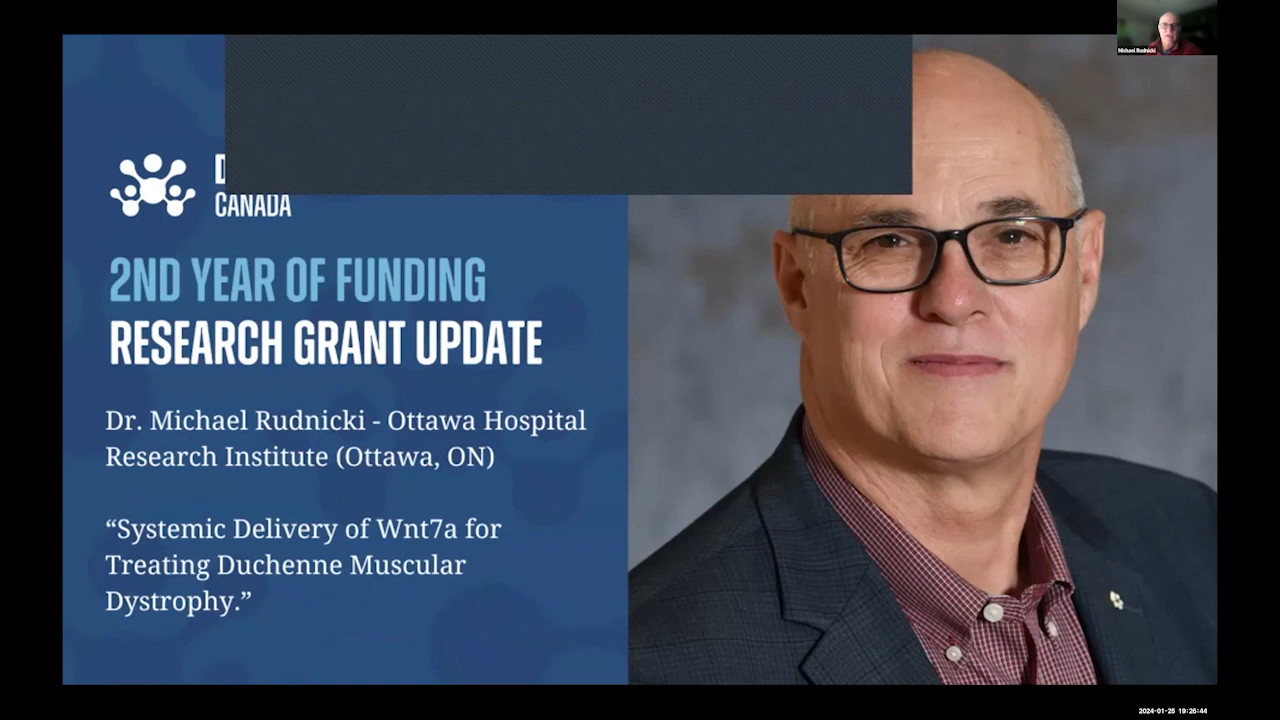 Michael Rudnicki
CANADA
2ND YEAR OF FUNDING
RESEARCH GRANT UPDATE
Dr. Michael Rudnicki - Ottawa Hospital
Research Institute (Ottawa, ON)
“Systemic Delivery of Wnt7a for
Treating Duchenne Muscular
Dystrophy.”
2024-01-25 19:26:44